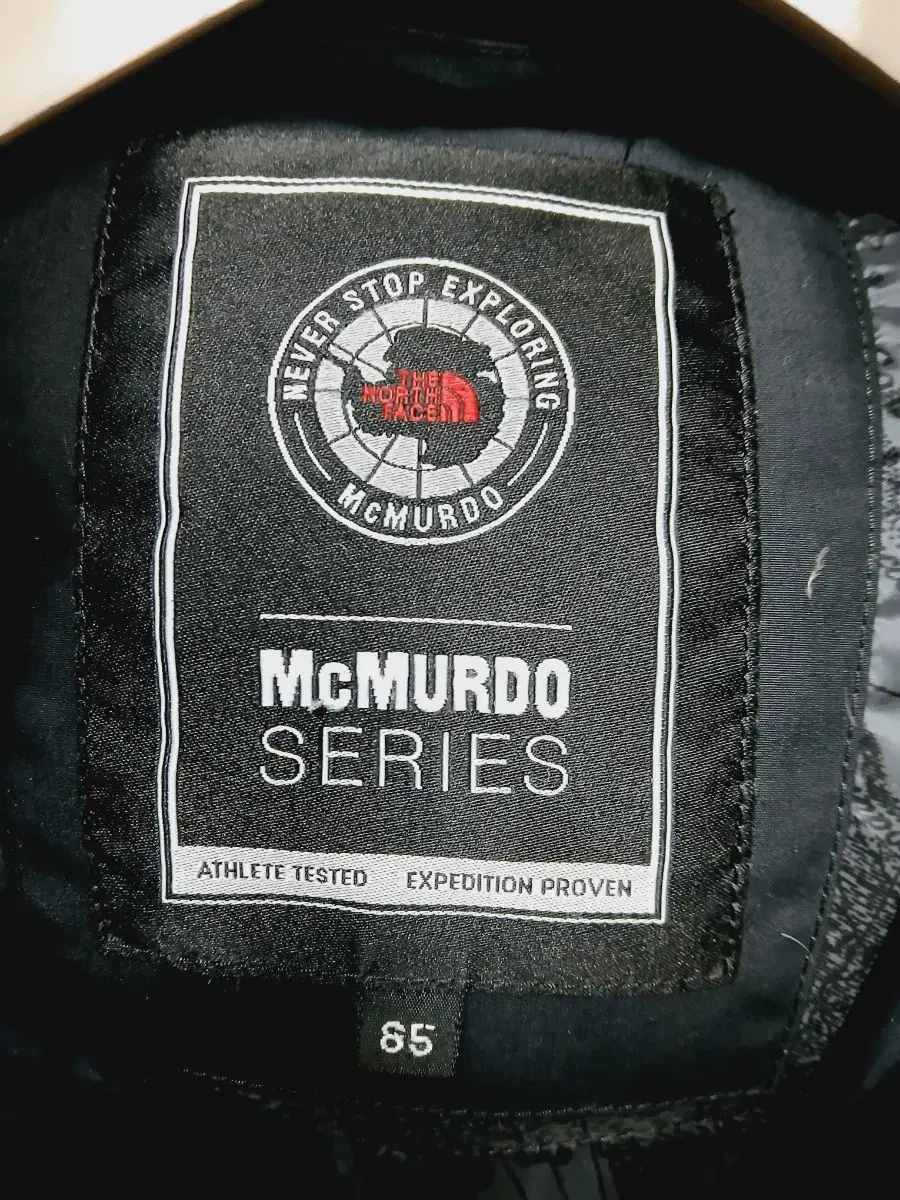 NEVER STOP EXPLORING
THE
NORTH
FACE
McMURDO
McMURDO
SERIES
ATHLETE TESTED EXPEDITION PROVEN
85